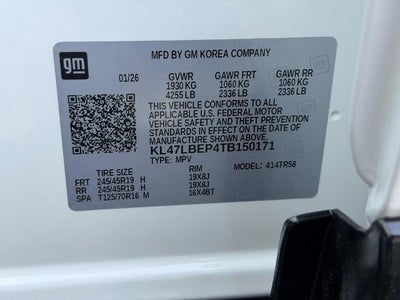 gm
MFD BY GM KOREA COMPANY
01/26 GVWR GAWR FRT GAWR RR
1930 KG 1060 KG 1060 KG
4255 LB 2336 LB 2336 LB
THIS VEHICLE CONFORMS TO ALL
APPLICABLE U.S. FEDERAL MOTOR
VEHICLE SAFETY AND THEFT PREVENTION
STANDARDS IN EFFECT ON THE DATE OF
MANUFACTURE SHOWN ABOVE.
KL47LBEP4TB150171
TYPE: MPV
TIRE SIZE RIM MODEL: 414TR58
FRT 245/45R19 H 19X8J
RR 245/45R19 H 19X8J
SPA T125/70R16 M 16X4BT